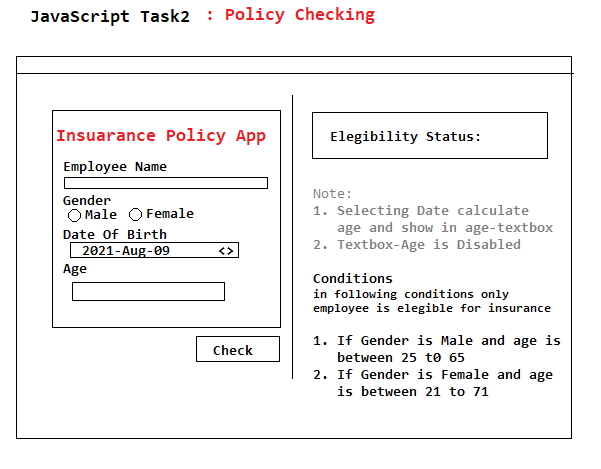 JavaScript Task2 : Policy Checking
Insuarance Policy App
Employee Name
Gender
Male Female
Date Of Birth
2021-Aug-09 <>
Age
Check
Elegibility Status:
Note:
1. Selecting Date calculate
age and show in age-textbox
2. Textbox-Age is Disabled
Conditions
in following conditions only
employee is elegible for insurance
1. If Gender is Male and age is
between 25 t0 65
2. If Gender is Female and age
is between 21 to 71